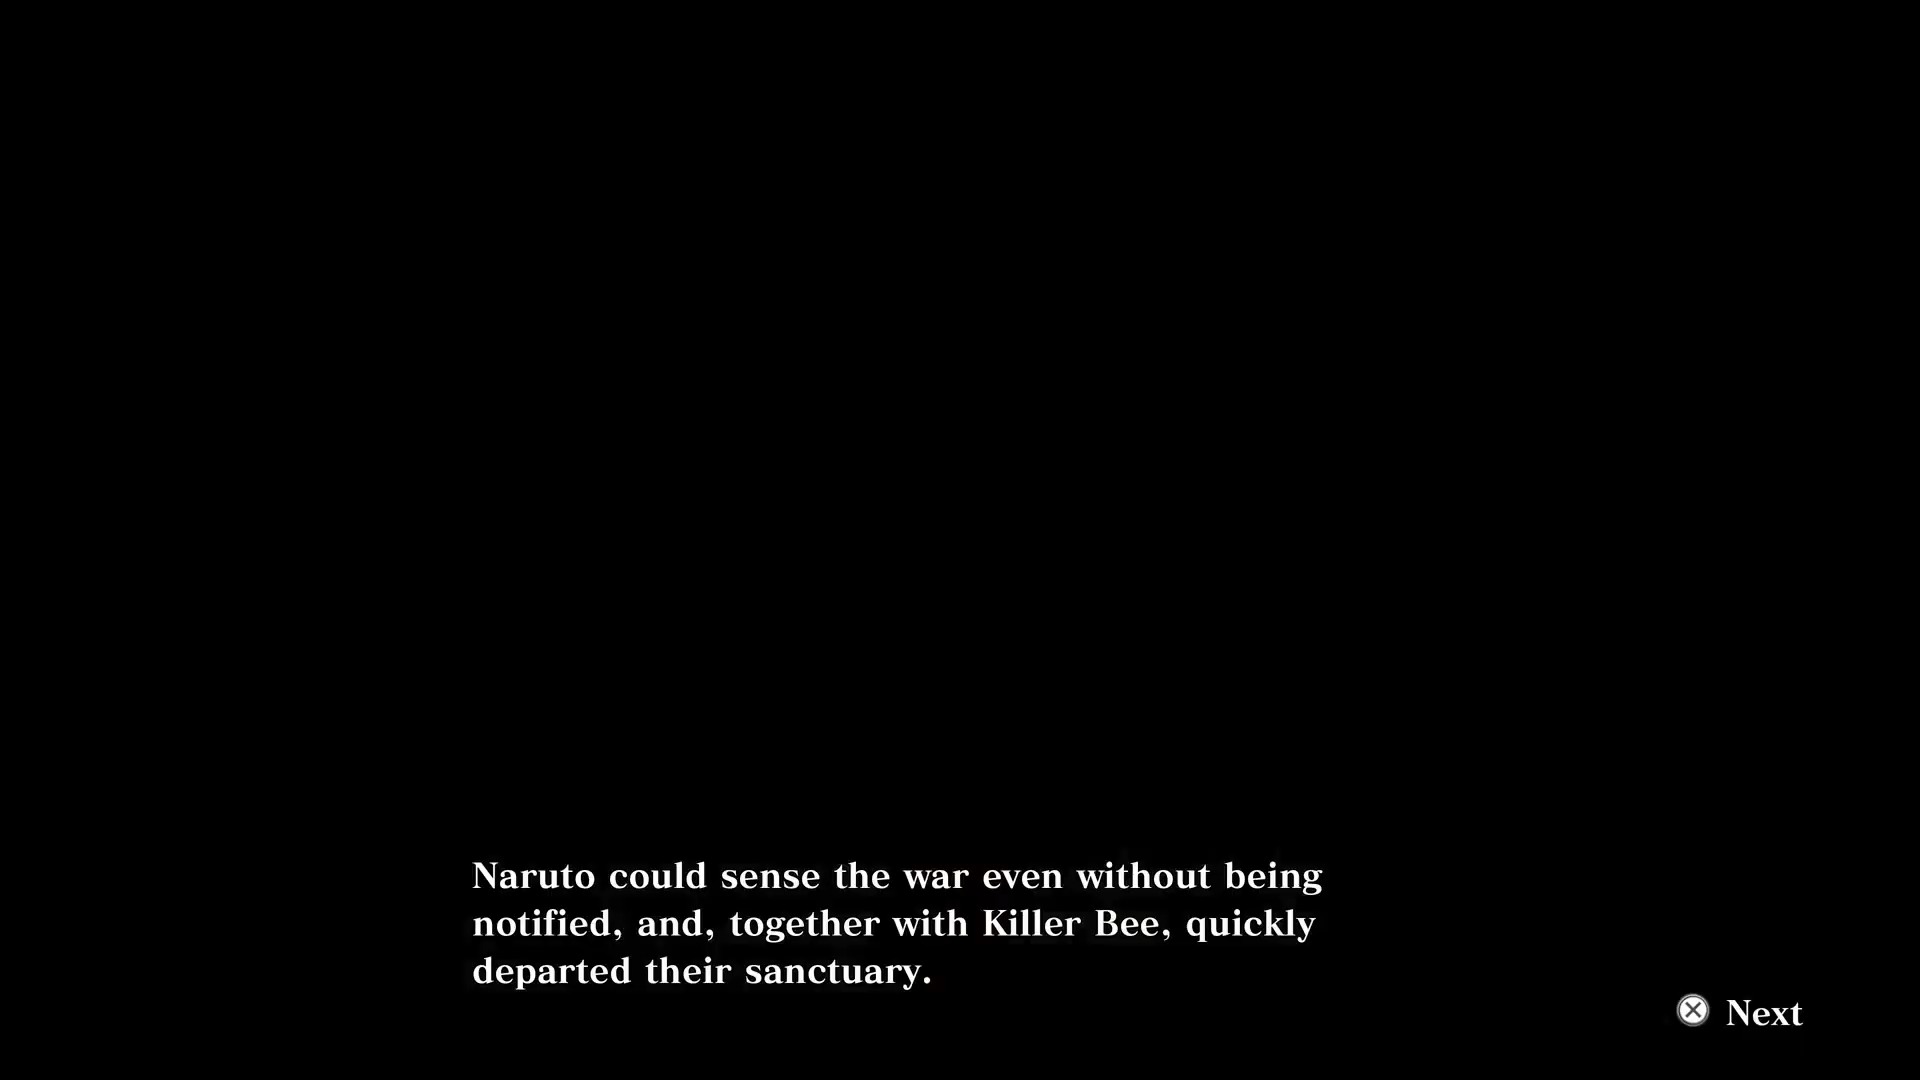 Naruto could sense the war even without being
notified, and, together with Killer Bee, quickly
departed their sanctuary.
Next